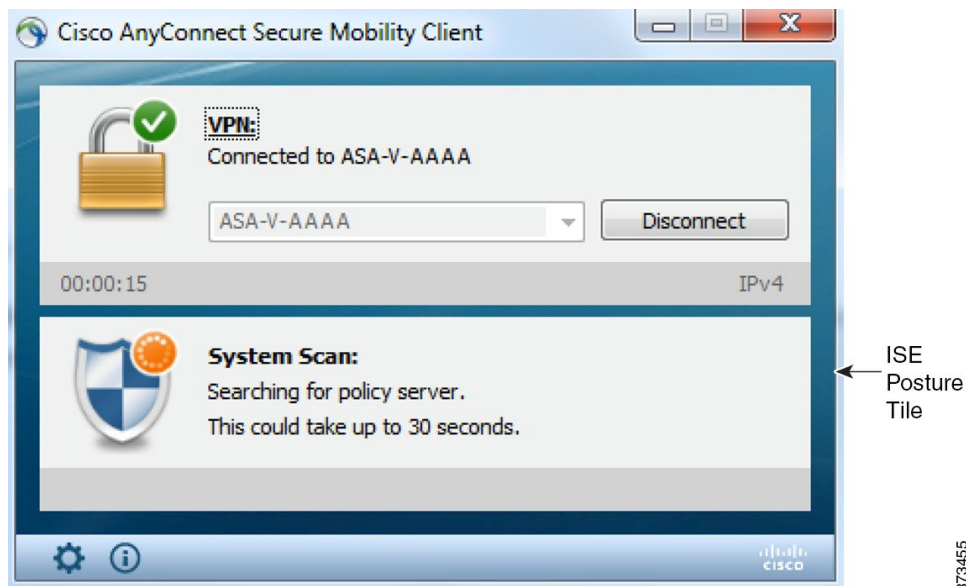 Cisco AnyConnect Secure Mobility Client
VPN:
Connected to ASA-V-AAAA
ASA-V-AAAA
Disconnect
00:00:15
IPv4
System Scan:
Searching for policy server.
This could take up to 30 seconds.
ISE
Posture
Tile
cisco
373455